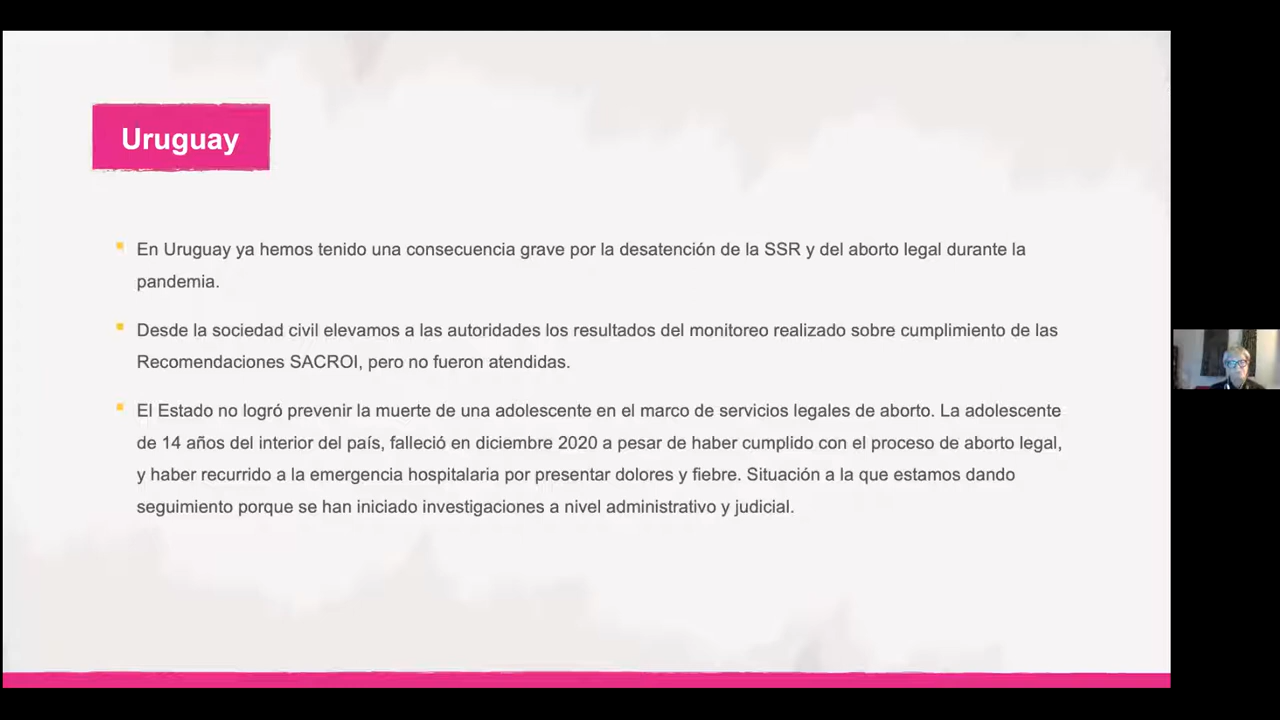 Uruguay
En Uruguay ya hemos tenido una consecuencia grave por la desatención de la SSR y del aborto legal durante la
pandemia.
Desde la sociedad civil elevamos a las autoridades los resultados del monitoreo realizado sobre cumplimiento de las
Recomendaciones SACROI, pero no fueron atendidas.
El Estado no logró prevenir la muerte de una adolescente en el marco de servicios legales de aborto. La adolescente
de 14 años del interior del país, falleció en diciembre 2020 a pesar de haber cumplido con el proceso de aborto legal,
y haber recurrido a la emergencia hospitalaria por presentar dolores y fiebre. Situación a la que estamos dando
seguimiento porque se han iniciado investigaciones a nivel administrativo y judicial.